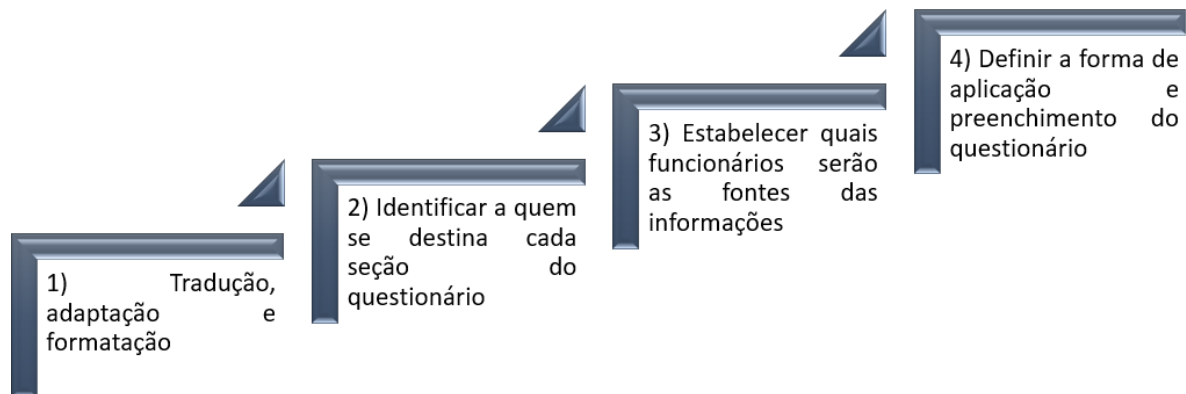 1) Tradução,
adaptação e
formatação
2) Identificar a quem
se destina cada
seção do
questionário
3) Estabelecer quais
funcionários serão
as fontes das
informações
4) Definir a forma de
aplicação e
preenchimento do
questionário